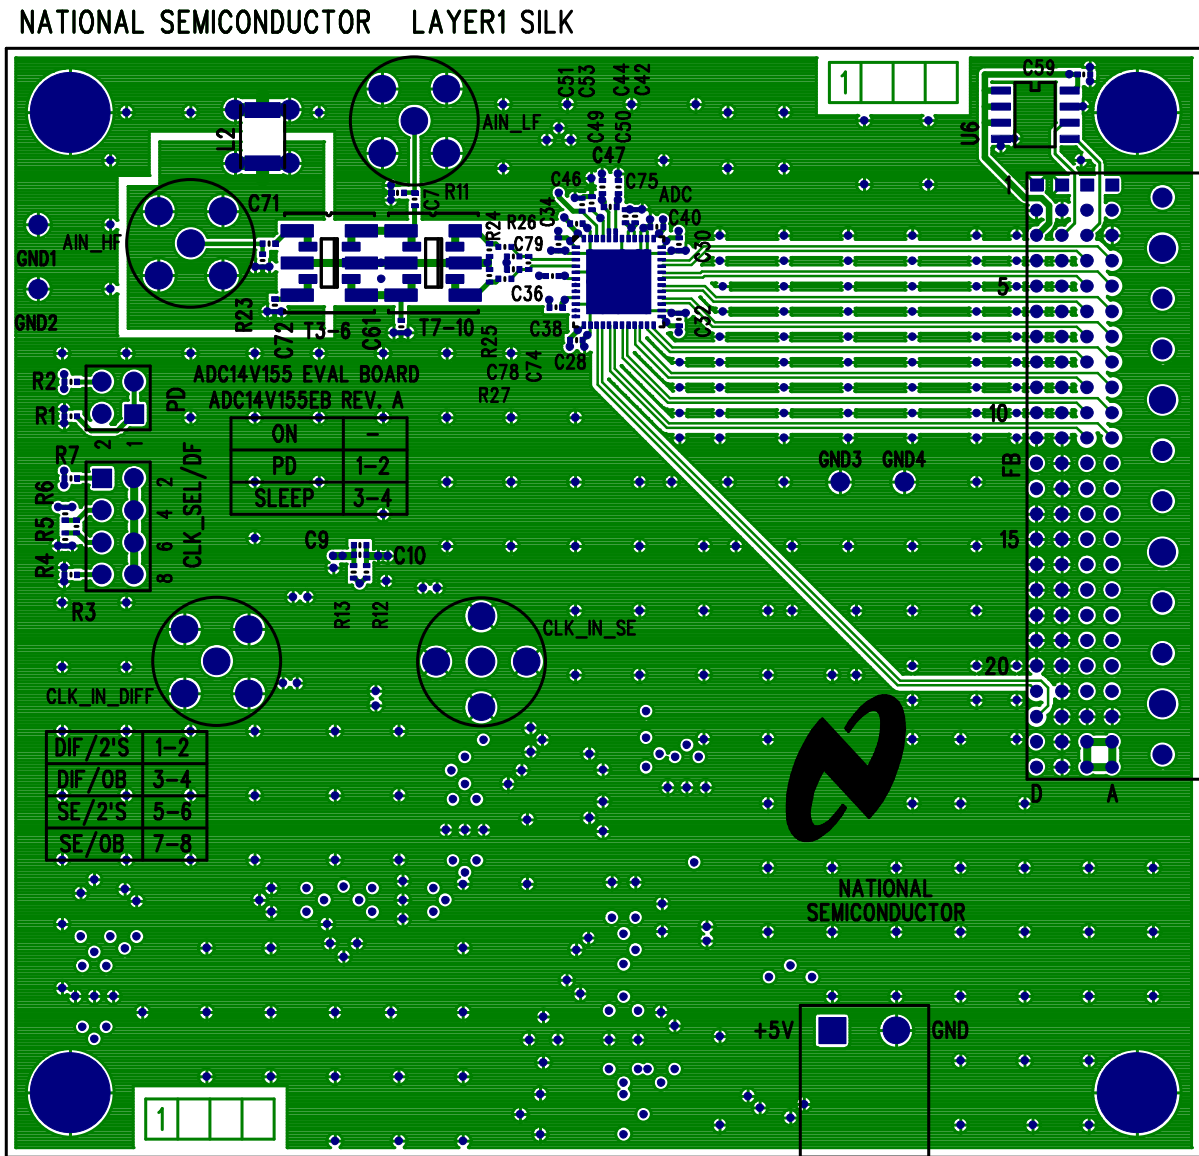 NATIONAL SEMICONDUCTOR LAYER1 SILK
C51
C53
C44
C42
1
C59
U6
L2
AIN_LF
C49
C50
C47
C46
C75
ADC
R11
C7
C71
C34
R24
R26
C79
C40
C30
AIN_HF
GND1
GND2
C36
5
R23
C72
T3-6
C61
T7-10
R25
C38
C28
C32
C78
C74
R27
ADC14V155 EVAL BOARD
ADC14V155EB REV. A
R2
R1
PD
2
1
ON -
PD 1-2
SLEEP 3-4
10
R7
R6
R5
R4
R3
2
4
6
8
CLK_SEL/DF
GND3
GND4
FB
15
C9
C10
R13
R12
CLK_IN_SE
CLK_IN_DIFF
20
DIF/2'S 1-2
DIF/OB 3-4
SE/2'S 5-6
SE/OB 7-8
D
A
NATIONAL
SEMICONDUCTOR
+5V
GND
1